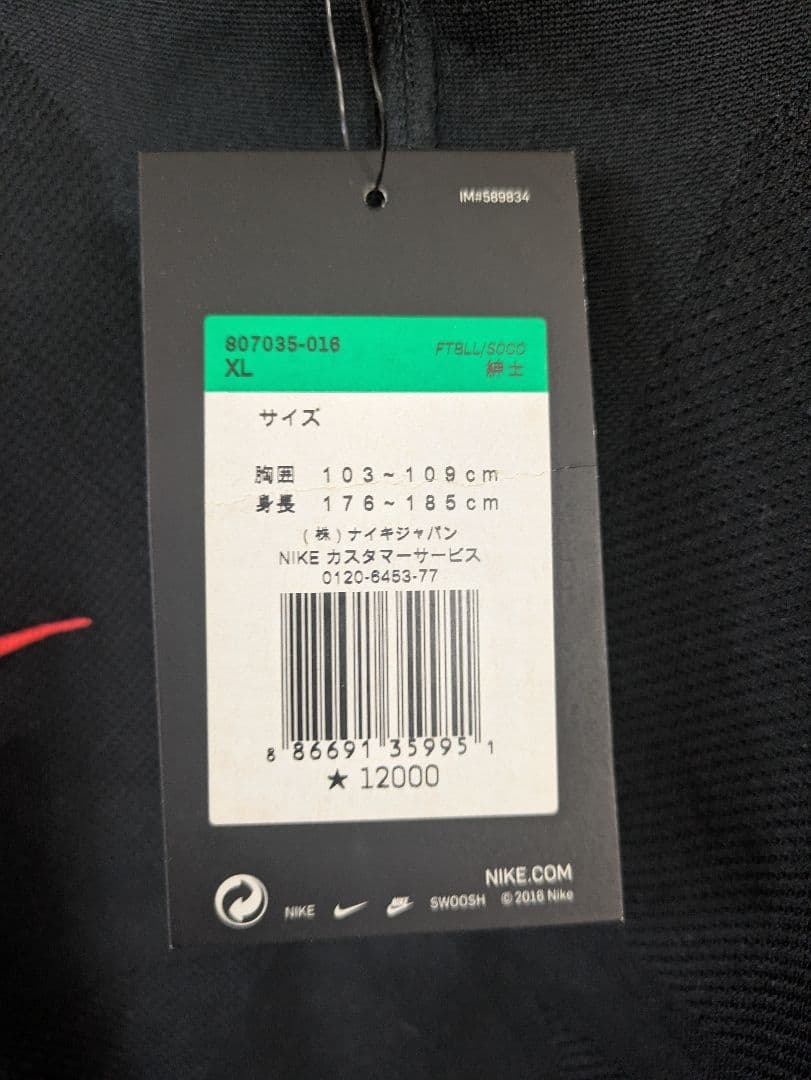 IM#589834
807035-016
FTBLL/SOCC
XL
紳士
サイズ
胸囲 103~109cm
身長 176~185cm
(株)ナイキジャパン
NIKE カスタマーサービス
0120-6453-77
8 86691 35995 1
★ 12000
NIKE.COM
NIKE SWOOSH © 2016 Nike